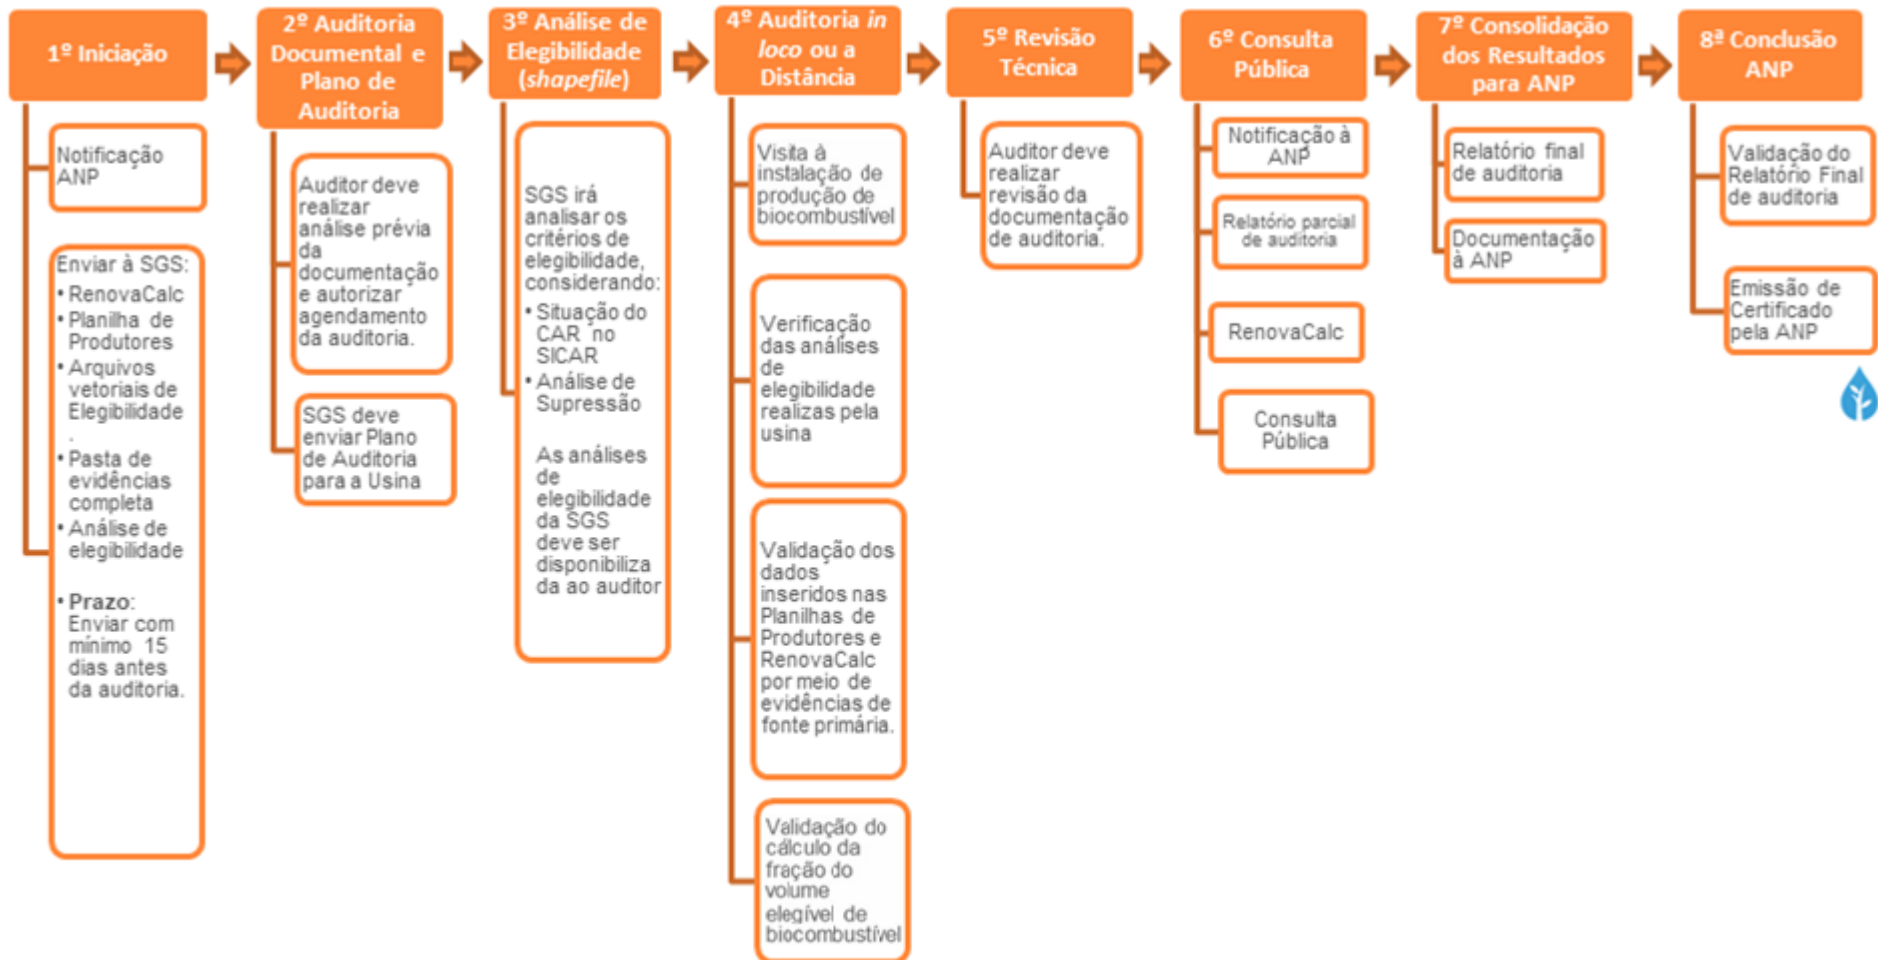 1º Iniciação
Notificação
ANP
Enviar à SGS:
• RenovaCalc
• Planilha de
Produtores
• Arquivos
vetoriais de
Elegibilidade
.
• Pasta de
evidências
completa
• Análise de
elegibilidade
• Prazo:
Enviar com
mínimo 15
dias antes
da auditoria.
2º Auditoria
Documental e
Plano de
Auditoria
Auditor deve
realizar
análise prévia
da
documentação
e autorizar
agendamento
da auditoria.
SGS deve
enviar Plano
de Auditoria
para a Usina
3º Análise de
Elegibilidade
(shapefile)
SGS irá
analisar os
critérios de
elegibilidade,
considerando:
• Situação do
CAR no
SICAR
• Análise de
Supressão
As análises
de
elegibilidade
da SGS
deve ser
disponibiliza
da ao auditor
4º Auditoria in
loco ou a
Distância
Visita à
instalação de
produção de
biocombustível
Verificação
das análises
de
elegibilidade
realizas pela
usina
Validação dos
dados
inseridos nas
Planilhas de
Produtores e
RenovaCalc
por meio de
evidências de
fonte primária.
Validação do
cálculo da
fração do
volume
elegível de
biocombustível
5º Revisão
Técnica
Auditor deve
realizar
revisão da
documentação
de auditoria.
6º Consulta
Pública
Notificação à
ANP
Relatório parcial
de auditoria
RenovaCalc
Consulta
Pública
7º Consolidação
dos Resultados
para ANP
Relatório final
de auditoria
Documentação
à ANP
8ª Conclusão
ANP
Validação do
Relatório Final
de auditoria
Emissão de
Certificado
pela ANP